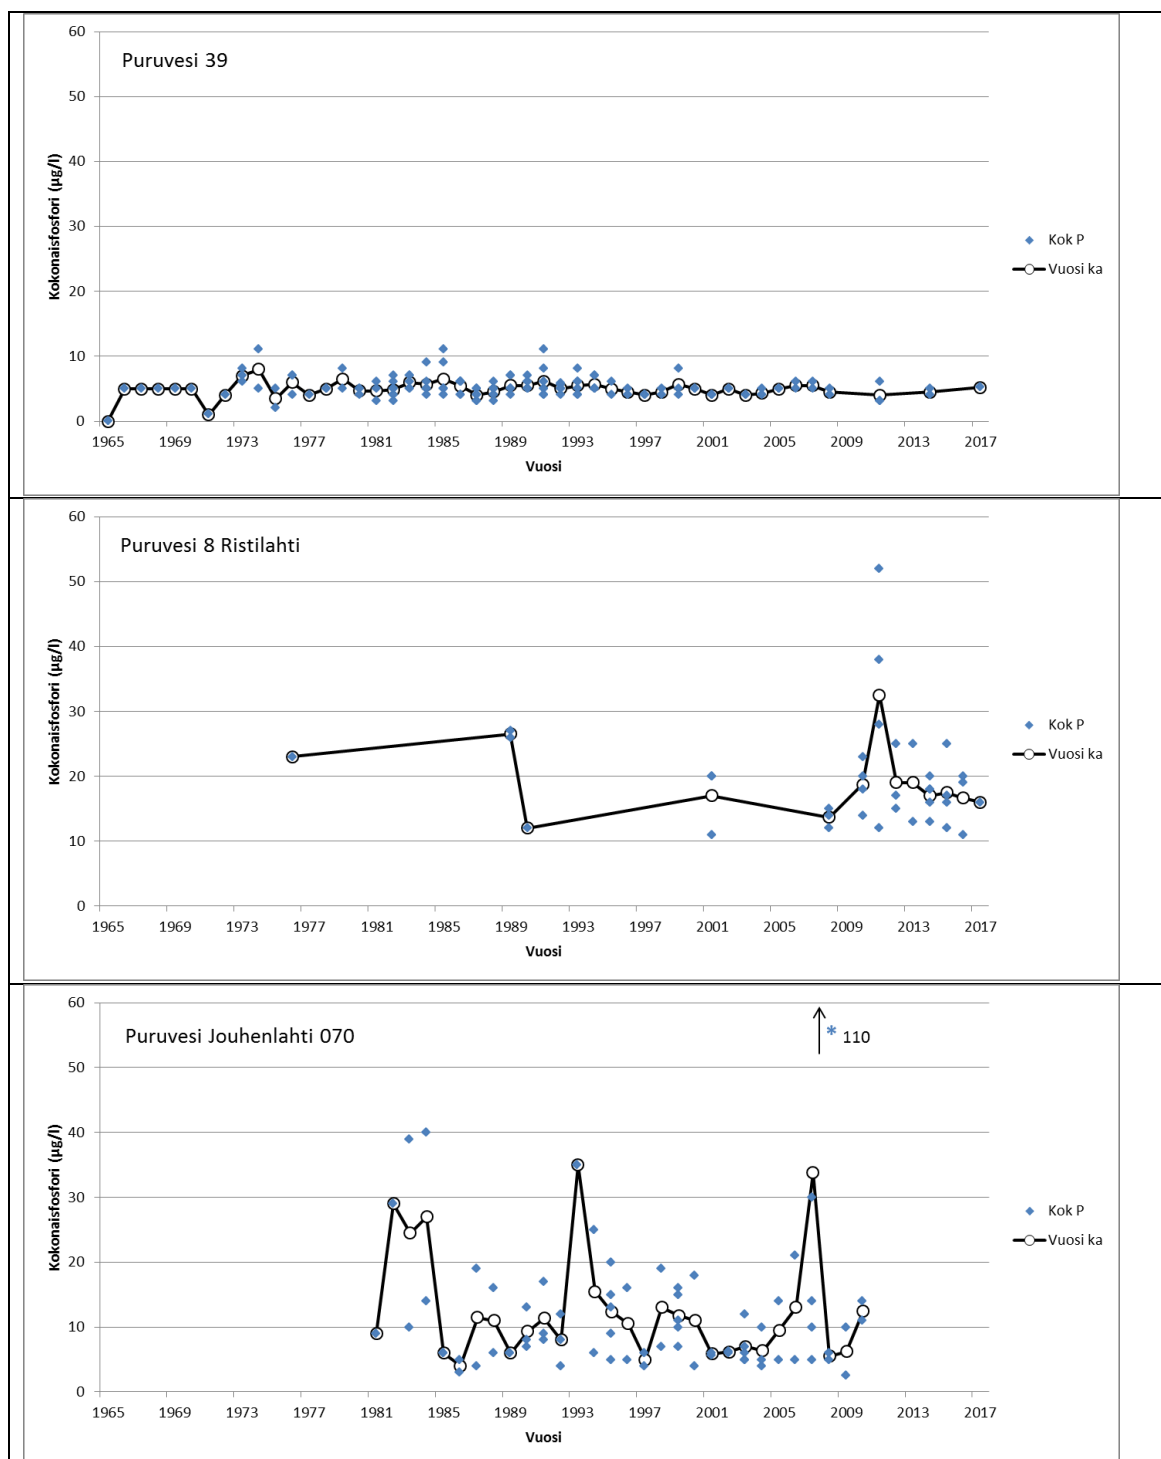 Puruvesi 39
Kokonaisfosfori (µg/l)
60
50
40
30
20
10
0
1965 1969 1973 1977 1981 1985 1989 1993 1997 2001 2005 2009 2013 2017
Vuosi
Kok P
Vuosi ka
Puruvesi 8 Ristilahti
Kokonaisfosfori (µg/l)
60
50
40
30
20
10
0
1965 1969 1973 1977 1981 1985 1989 1993 1997 2001 2005 2009 2013 2017
Vuosi
Kok P
Vuosi ka
Puruvesi Jouhenlahti 070
* 110
Kokonaisfosfori (µg/l)
60
50
40
30
20
10
0
1965 1969 1973 1977 1981 1985 1989 1993 1997 2001 2005 2009 2013 2017
Vuosi
Kok P
Vuosi ka